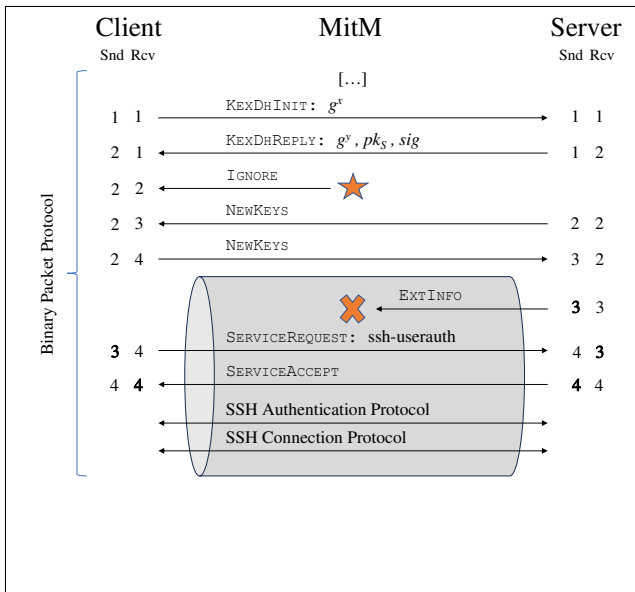 Client MitM Server
Snd Rcv Snd Rcv
[...]
1 1 KEXDHINIT: g^x 1 1
2 1 KEXDHREPLY: g^y, pk_S, sig 1 2
2 2 IGNORE
2 3 NEWKEYS 2 2
2 4 NEWKEYS 3 2
EXTINFO 3 3
3 4 SERVICEREQUEST: ssh-userauth 4 3
4 4 SERVICEACCEPT 4 4
SSH Authentication Protocol
SSH Connection Protocol
Binary Packet Protocol